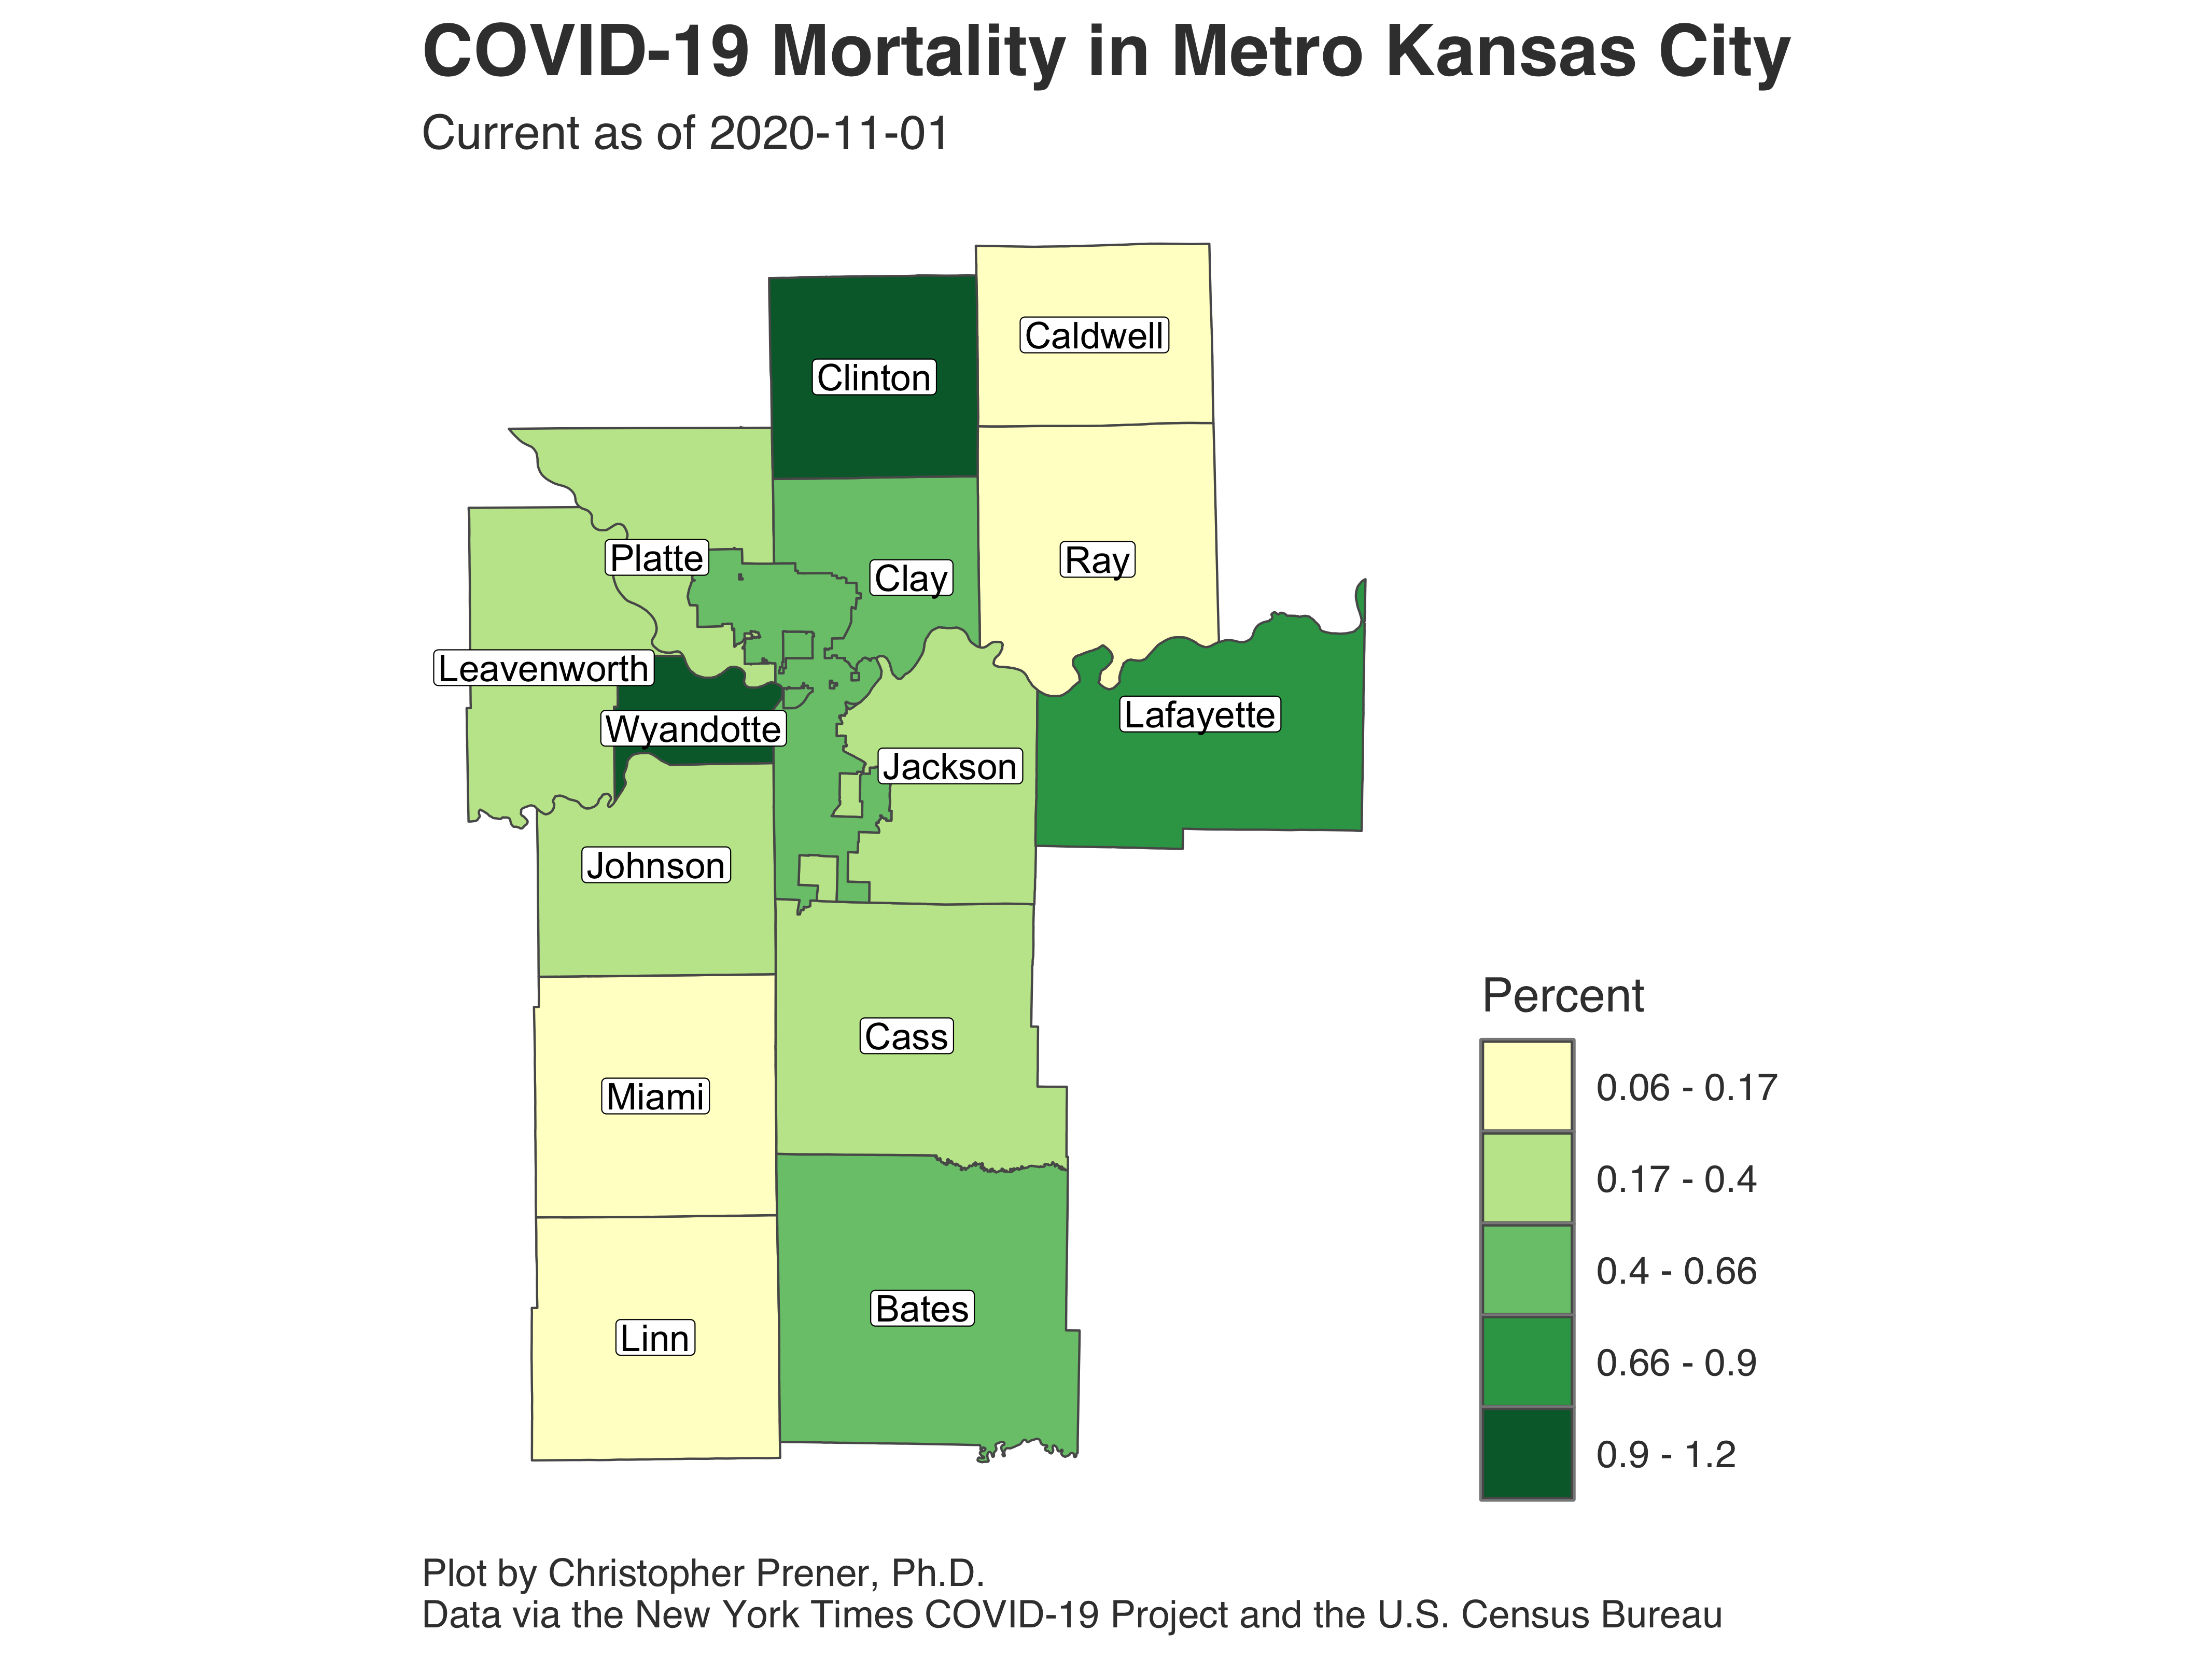 COVID-19 Mortality in Metro Kansas City
Current as of 2020-11-01
Caldwell
Clinton
Platte
Clay
Ray
Leavenworth
Wyandotte
Lafayette
Jackson
Johnson
Cass
Miami
Bates
Linn
Percent
0.06 - 0.17
0.17 - 0.4
0.4 - 0.66
0.66 - 0.9
0.9 - 1.2
Plot by Christopher Prener, Ph.D.
Data via the New York Times COVID-19 Project and the U.S. Census Bureau